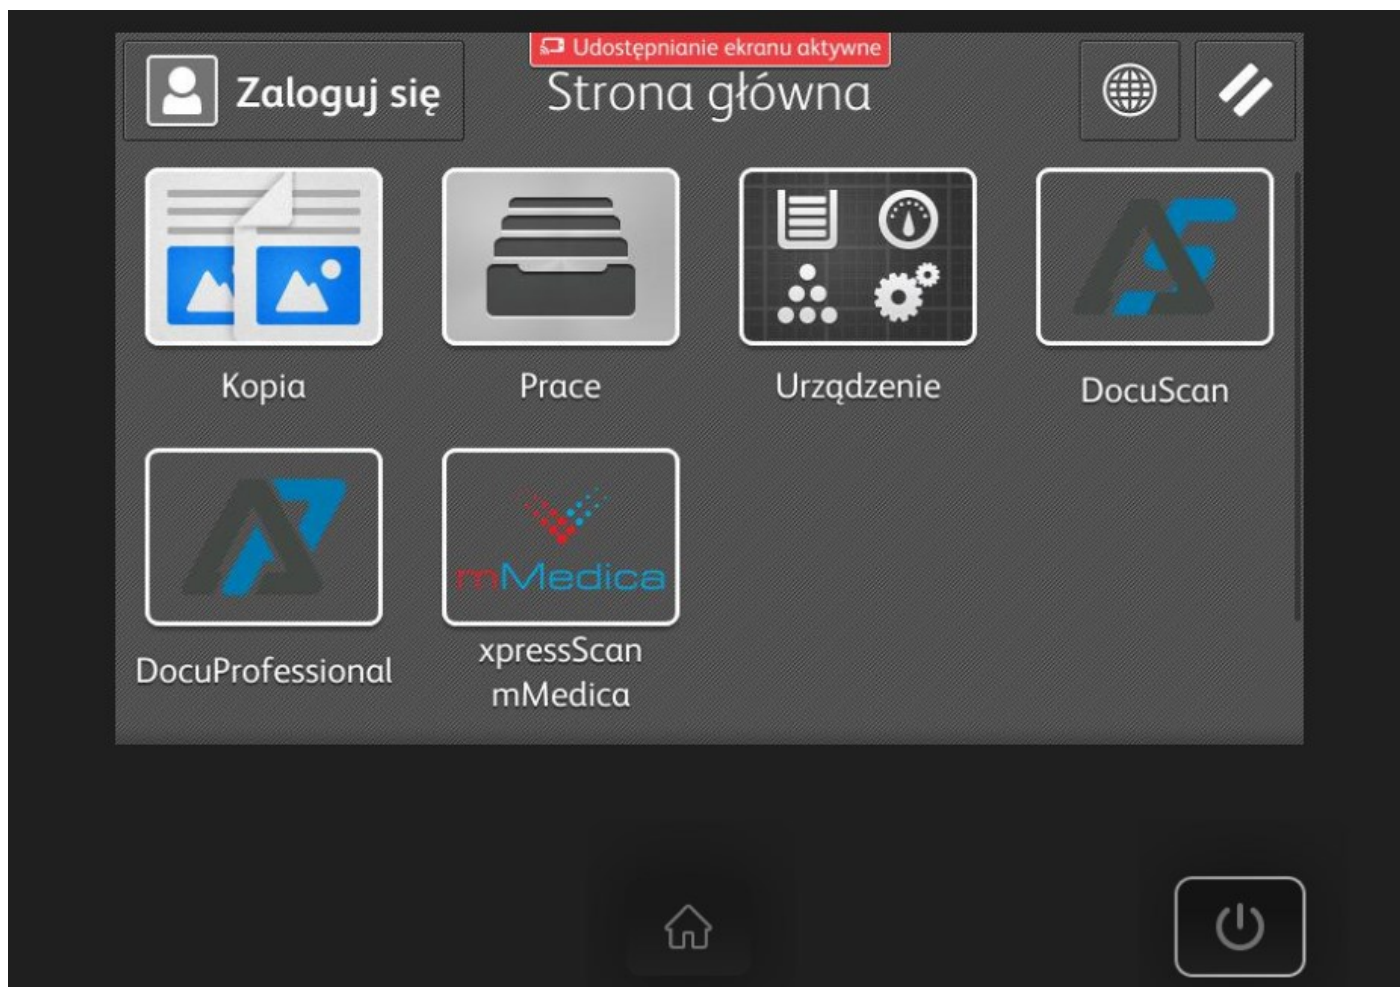 Udostępnianie ekranu aktywne
Zaloguj się
Strona główna
Kopia
Prace
Urządzenie
DocuScan
mMedica
DocuProfessional
xpressScan
mMedica